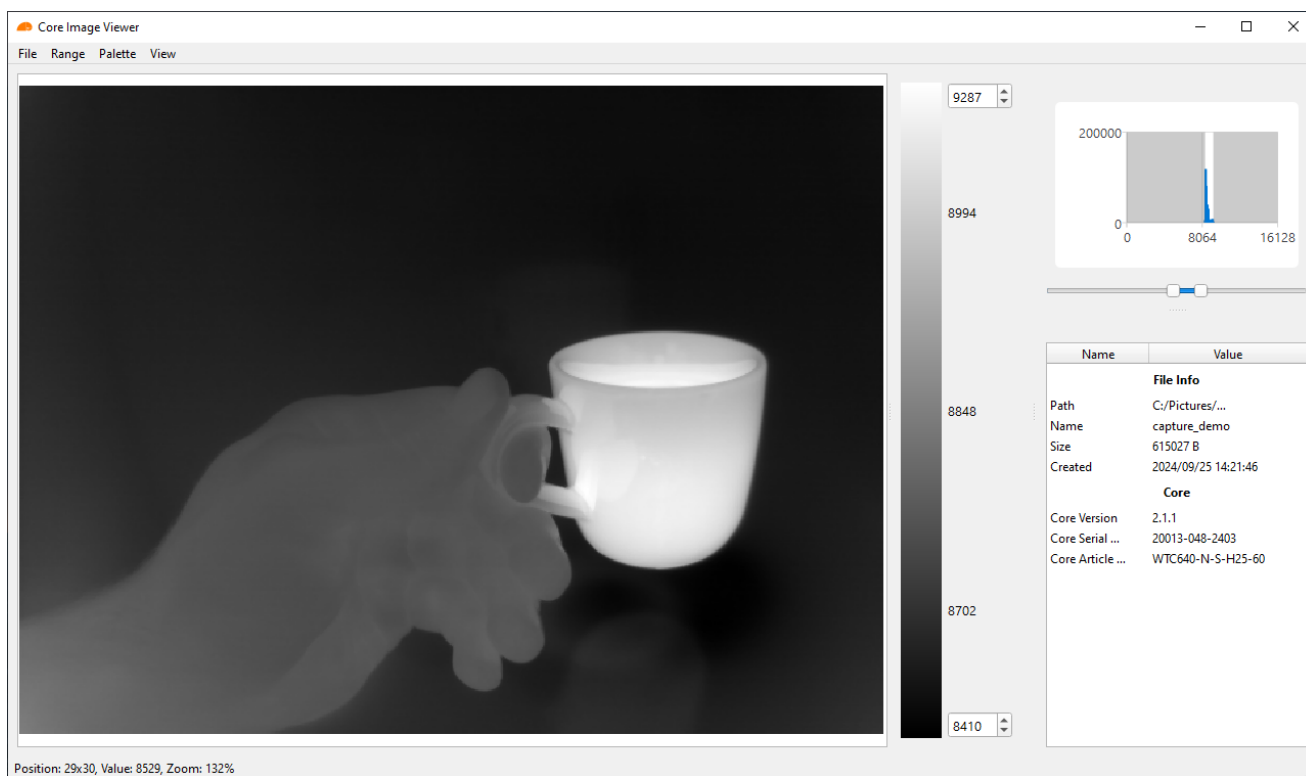 Core Image Viewer
File Range Palette View
9287
8994
8848
8702
8410
200000
0
0 8064 16128
Name Value
File Info
Path C:/Pictures/...
Name capture_demo
Size 615027 B
Created 2024/09/25 14:21:46
Core
Core Version 2.1.1
Core Serial ... 20013-048-2403
Core Article ... WTC640-N-S-H25-60
Position: 29x30, Value: 8529, Zoom: 132%